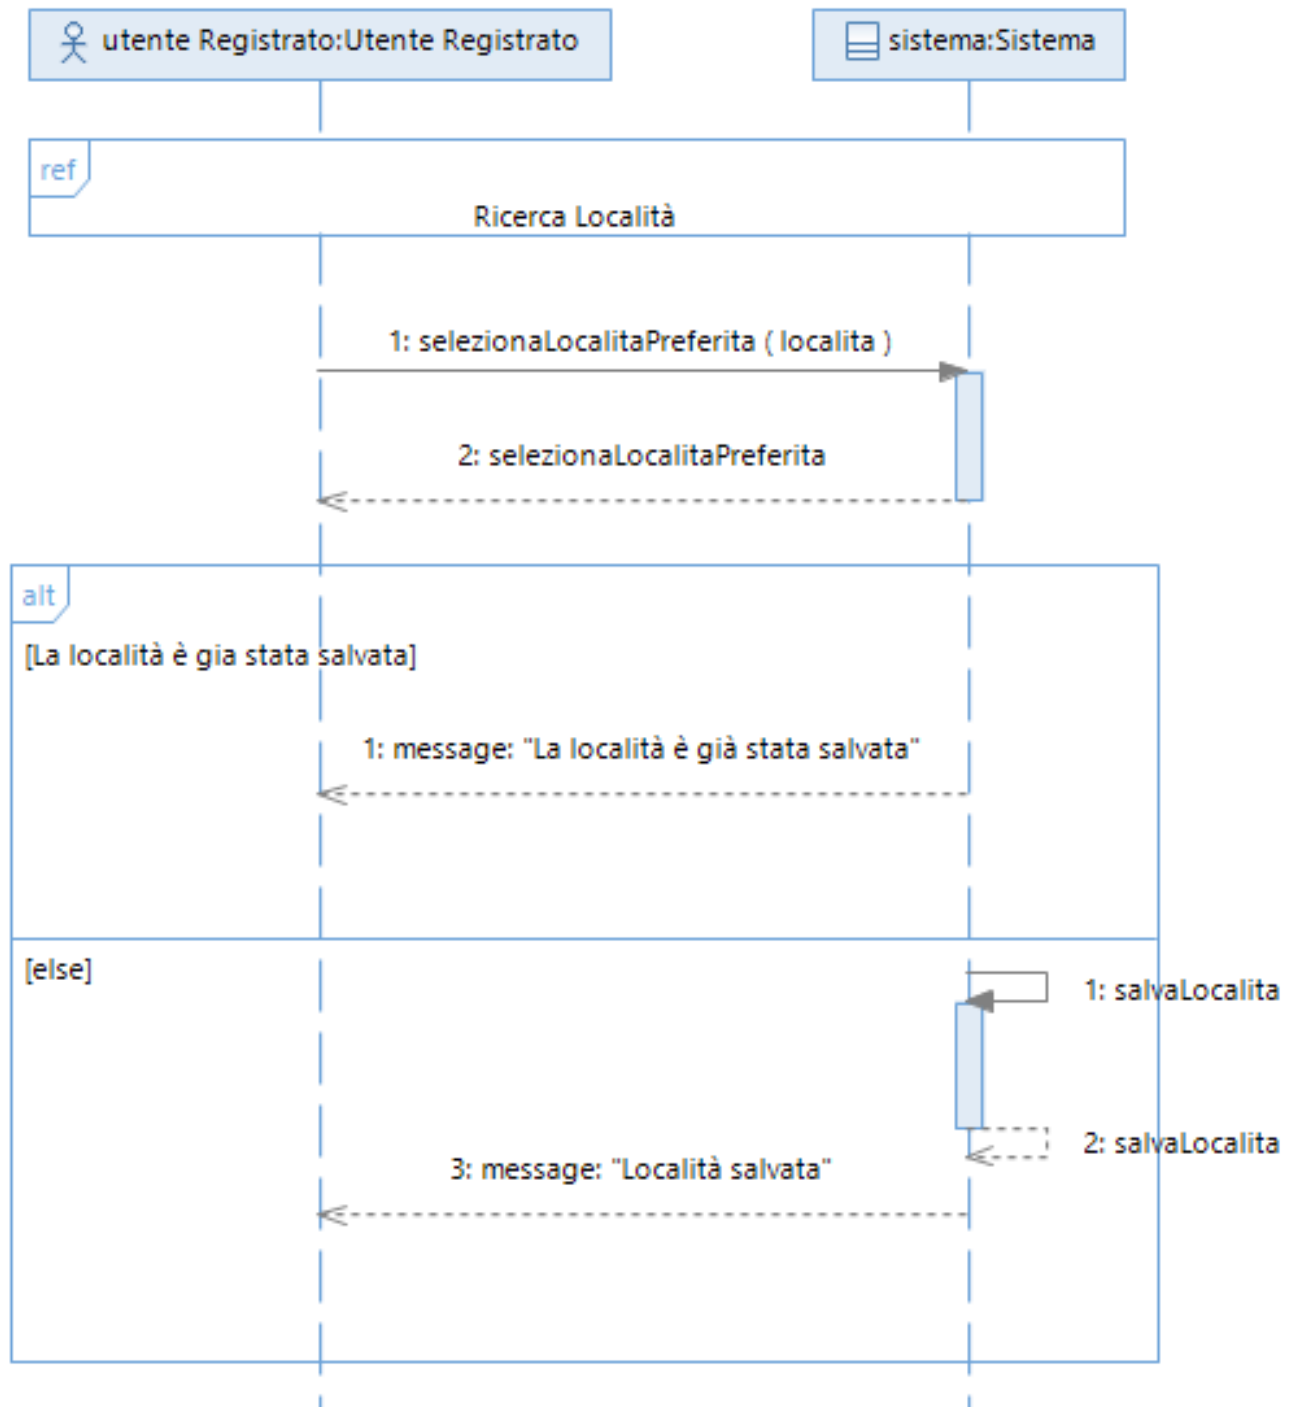 utente Registrato:Utente Registrato
sistema:Sistema
ref
Ricerca Località
1: selezionaLocalitaPreferita ( localita )
2: selezionaLocalitaPreferita
alt
[La località è gia stata salvata]
1: message: "La località è già stata salvata"
[else]
1: salvaLocalita
2: salvaLocalita
3: message: "Località salvata"